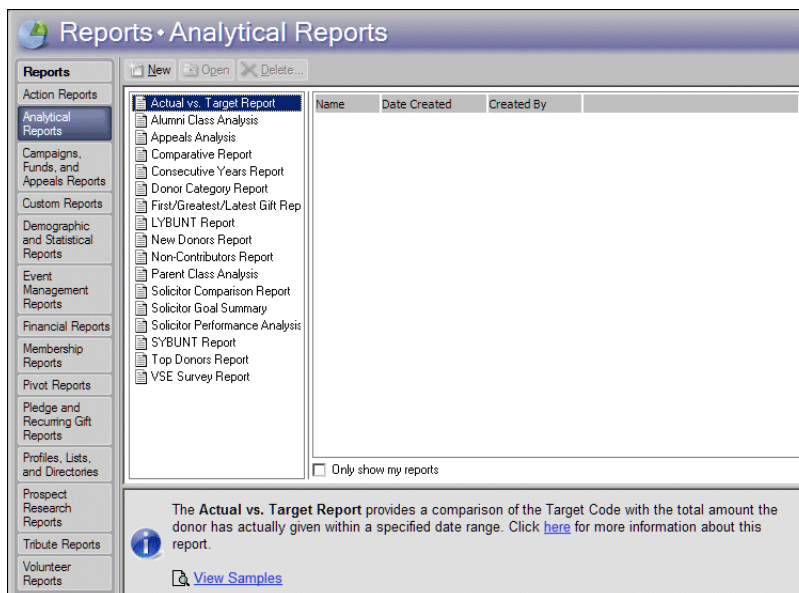 Reports • Analytical Reports
Reports
New Open Delete...
Action Reports
Analytical
Reports
Campaigns,
Funds, and
Appeals Reports
Custom Reports
Demographic
and Statistical
Reports
Event
Management
Reports
Financial Reports
Membership
Reports
Pivot Reports
Pledge and
Recurring Gift
Reports
Profiles, Lists,
and Directories
Prospect
Research
Reports
Tribute Reports
Volunteer
Reports
Actual vs. Target Report
Alumni Class Analysis
Appeals Analysis
Comparative Report
Consecutive Years Report
Donor Category Report
First/Greatest/Latest Gift Rep
LYBUNT Report
New Donors Report
Non-Contributors Report
Parent Class Analysis
Solicitor Comparison Report
Solicitor Goal Summary
Solicitor Performance Analysis
SYBUNT Report
Top Donors Report
VSE Survey Report
Name Date Created Created By
Only show my reports
The Actual vs. Target Report provides a comparison of the Target Code with the total amount the
donor has actually given within a specified date range. Click here for more information about this
report.
View Samples